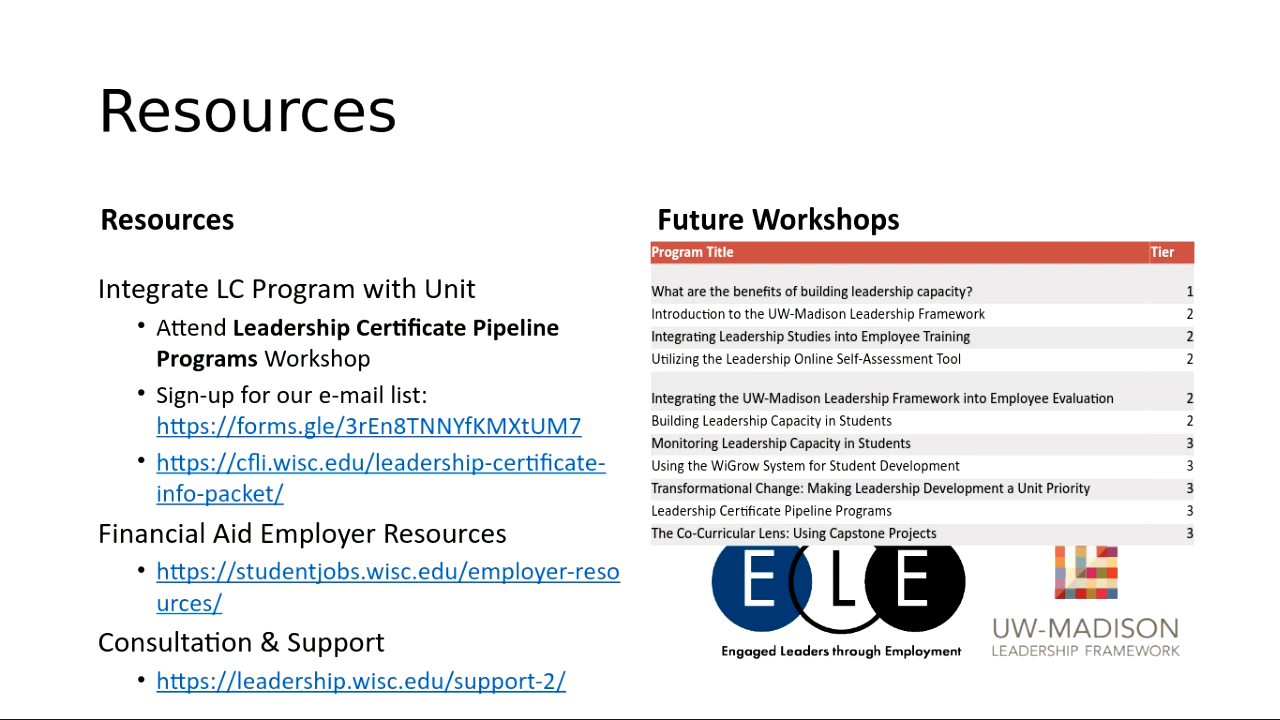 Resources
Resources
Integrate LC Program with Unit
• Attend Leadership Certificate Pipeline
Programs Workshop
• Sign-up for our e-mail list:
https://forms.gle/3rEn8TNNYfKMXtUM7
• https://cfli.wisc.edu/leadership-certificate-
info-packet/
Financial Aid Employer Resources
• https://studentjobs.wisc.edu/employer-reso
urces/
Consultation & Support
• https://leadership.wisc.edu/support-2/
Future Workshops
Program Title Tier
What are the benefits of building leadership capacity? 1
Introduction to the UW-Madison Leadership Framework 2
Integrating Leadership Studies into Employee Training 2
Utilizing the Leadership Online Self-Assessment Tool 2
Integrating the UW-Madison Leadership Framework into Employee Evaluation 2
Building Leadership Capacity in Students 2
Monitoring Leadership Capacity in Students 3
Using the WiGrow System for Student Development 3
Transformational Change: Making Leadership Development a Unit Priority 3
Leadership Certificate Pipeline Programs 3
The Co-Curricular Lens: Using Capstone Projects 3
E L E
Engaged Leaders through Employment
UW-MADISON
LEADERSHIP FRAMEWORK